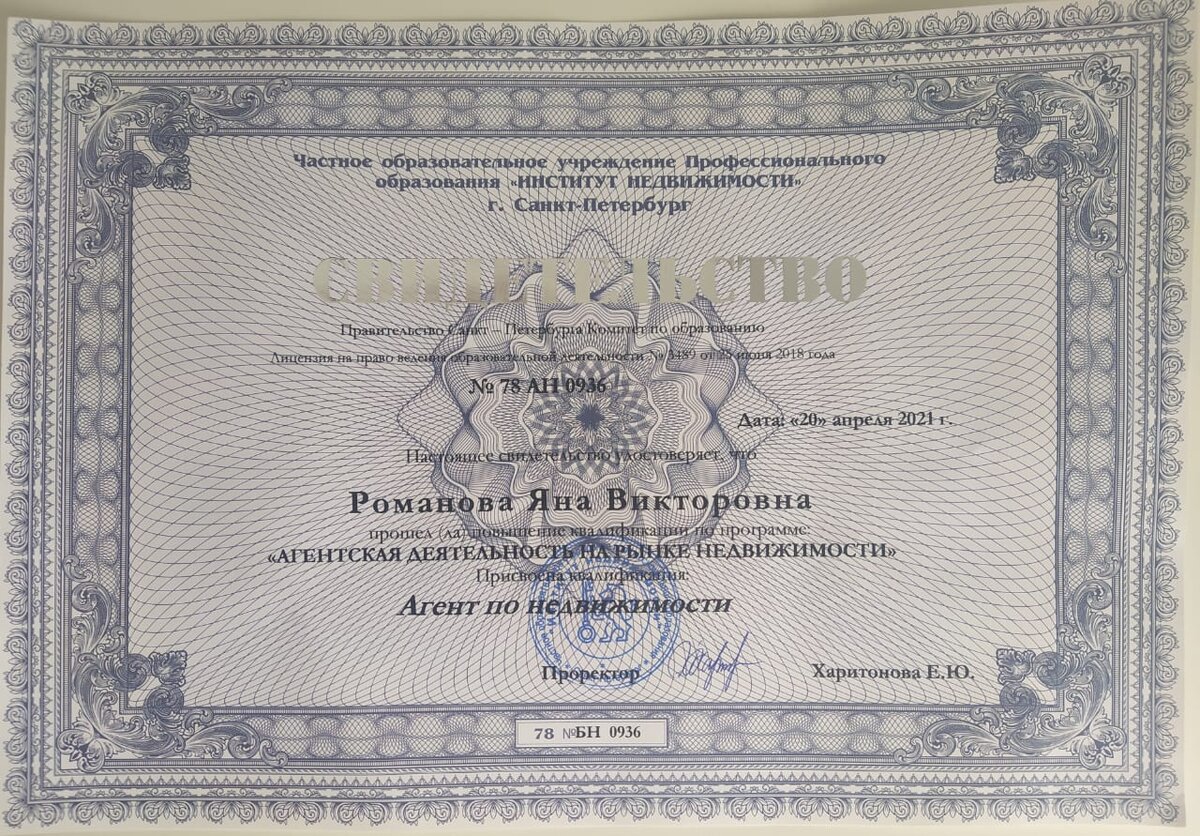 Частное образовательное учреждение Профессионального
образования «ИНСТИТУТ НЕДВИЖИМОСТИ»
г. Санкт-Петербург
СВИДЕТЕЛЬСТВО
Правительство Санкт – Петербурга Комитет по образованию
Лицензия на право ведения образовательной деятельности № 3489 от 25 июня 2018 года
№ 78 АН 0936
Дата: «20» апреля 2021 г.
Настоящее свидетельство удостоверяет, что
Романова Яна Викторовна
прошел (ла) повышение квалификации по программе:
«АГЕНТСКАЯ ДЕЯТЕЛЬНОСТЬ НА РЫНКЕ НЕДВИЖИМОСТИ»
Присвоена квалификация:
Агент по недвижимости
Проректор Харитонова Е.Ю.
78 №БН 0936